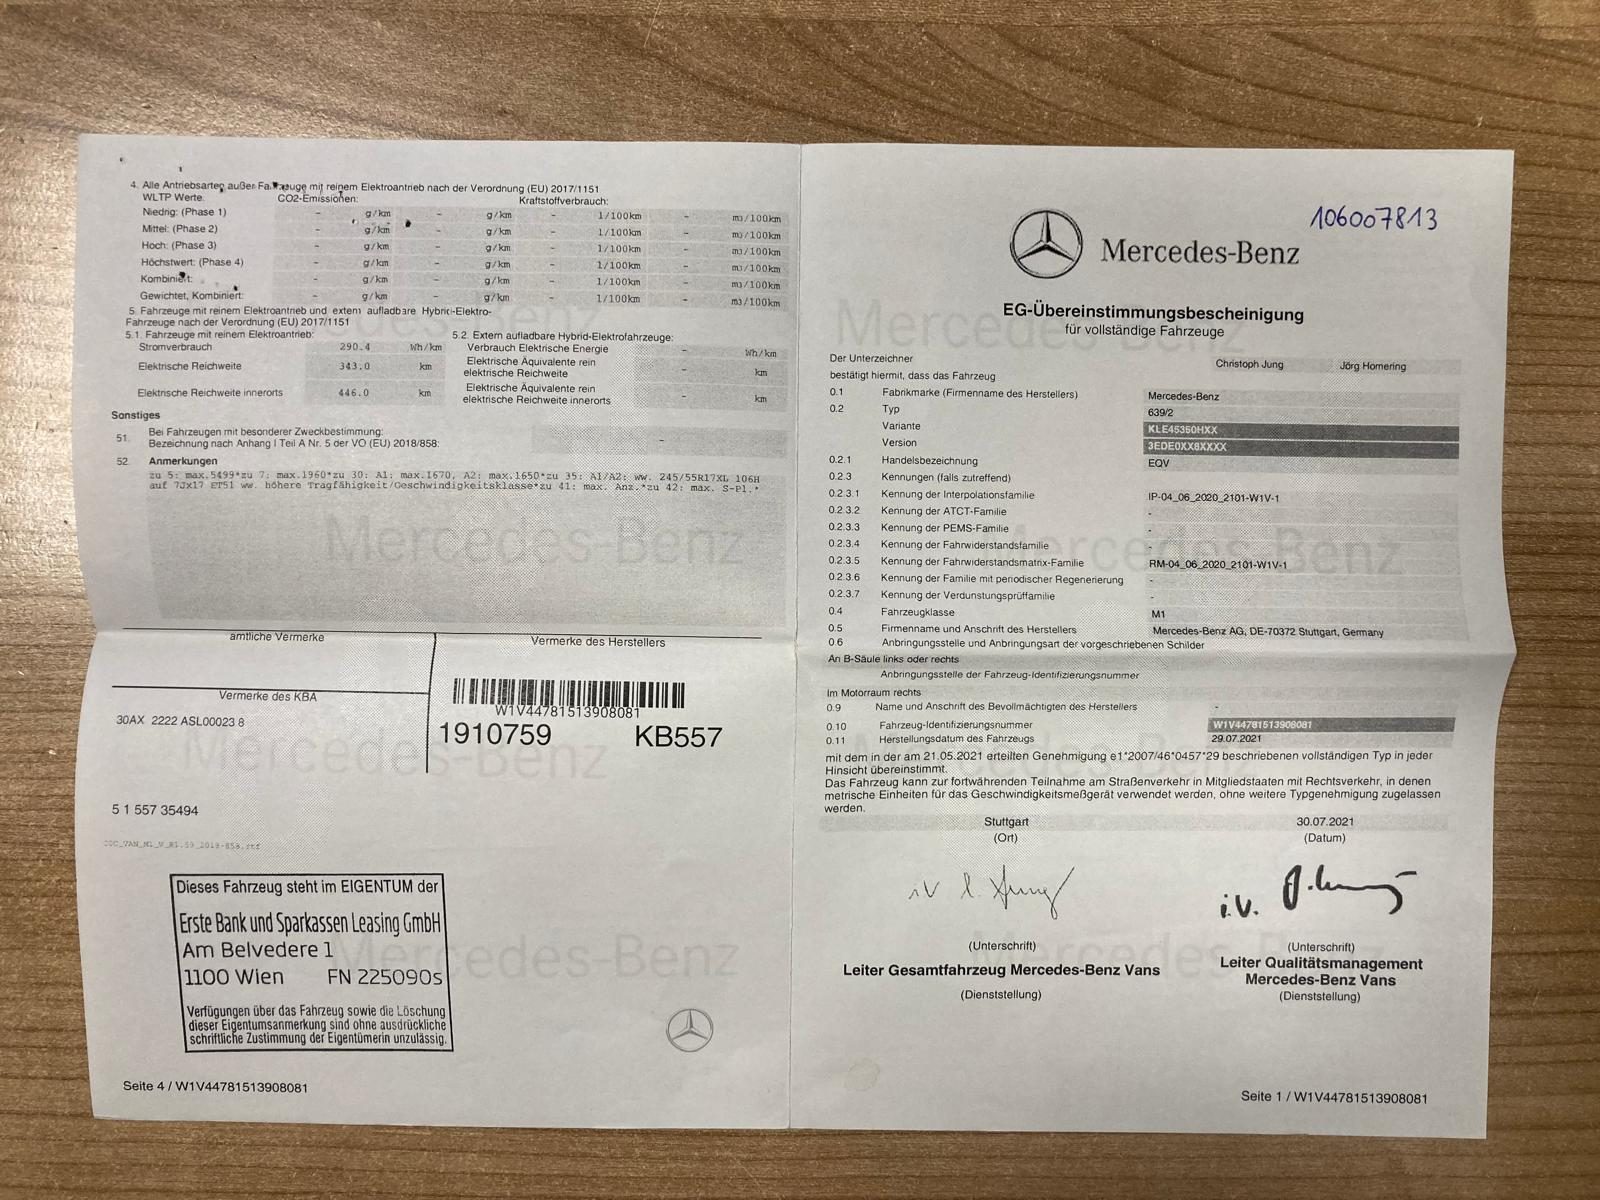 4. Alle Antriebsarten außer Fahrzeuge mit reinem Elektroantrieb nach der Verordnung (EU) 2017/1151
WLTP Werte: CO2-Emissionen: Kraftstoffverbrauch:
Niedrig: (Phase 1) - g/km - g/km - 1/100km - m3/100km
Mittel: (Phase 2) - g/km - g/km - 1/100km - m3/100km
Hoch: (Phase 3) - g/km - g/km - 1/100km - m3/100km
Höchstwert: (Phase 4) - g/km - g/km - 1/100km - m3/100km
Kombiniert: - g/km - g/km - 1/100km - m3/100km
Gewichtet, Kombiniert: - g/km - g/km - 1/100km - m3/100km
5. Fahrzeuge mit reinem Elektroantrieb und extern aufladbare Hybrid-Elektro-
Fahrzeuge nach der Verordnung (EU) 2017/1151
5.1. Fahrzeuge mit reinem Elektroantrieb: 5.2. Extern aufladbare Hybrid-Elektrofahrzeuge:
Stromverbrauch 290.4 Wh/km Verbrauch Elektrische Energie - Wh/km
Elektrische Reichweite 343.0 km Elektrische Äquivalente rein
elektrische Reichweite - km
Elektrische Reichweite innerorts 446.0 km Elektrische Äquivalente rein
elektrische Reichweite innerorts - km
Sonstiges
51. Bei Fahrzeugen mit besonderer Zweckbestimmung:
Bezeichnung nach Anhang I Teil A Nr. 5 der VO (EU) 2018/858: -
52. Anmerkungen
zu 5: max.5499*zu 7: max.1960*zu 30: A1: max.1670, A2: max.1650*zu 35: A1/A2: ww. 245/55R17XL 106H
auf 7Jx17 ET51 ww. höhere Tragfähigkeit/Geschwindigkeitsklasse*zu 41: max. Anz.*zu 42: max. S-Pl.*
amtliche Vermerke
Vermerke des Herstellers
Vermerke des KBA
W1V44781513908081
30AX 2222 ASL00023 8
1910759 KB557
5 1 557 35494
COC_VAN_M1_V_R1.59_2018-858.rtf
Dieses Fahrzeug steht im EIGENTUM der
Erste Bank und Sparkassen Leasing GmbH
Am Belvedere 1
1100 Wien FN 225090s
Verfügungen über das Fahrzeug sowie die Löschung
dieser Eigentumsanmerkung sind ohne ausdrückliche
schriftliche Zustimmung der Eigentümerin unzulässig.
Seite 4 / W1V44781513908081
106007813
Mercedes-Benz
EG-Übereinstimmungsbescheinigung
für vollständige Fahrzeuge
Der Unterzeichner Christoph Jung Jörg Homering
bestätigt hiermit, dass das Fahrzeug
0.1 Fabrikmarke (Firmenname des Herstellers) Mercedes-Benz
0.2 Typ 639/2
Variante KLE45350HXX
Version 3EDE0XX8XXXX
0.2.1 Handelsbezeichnung EQV
0.2.3 Kennungen (falls zutreffend)
0.2.3.1 Kennung der Interpolationsfamilie IP-04_06_2020_2101-W1V-1
0.2.3.2 Kennung der ATCT-Familie -
0.2.3.3 Kennung der PEMS-Familie -
0.2.3.4 Kennung der Fahrwiderstandsfamilie -
0.2.3.5 Kennung der Fahrwiderstandsmatrix-Familie RM-04_06_2020_2101-W1V-1
0.2.3.6 Kennung der Familie mit periodischer Regenerierung -
0.2.3.7 Kennung der Verdunstungsprüffamilie -
0.4 Fahrzeugklasse M1
0.5 Firmenname und Anschrift des Herstellers Mercedes-Benz AG, DE-70372 Stuttgart, Germany
0.6 Anbringungsstelle und Anbringungsart der vorgeschriebenen Schilder
An B-Säule links oder rechts
Anbringungsstelle der Fahrzeug-Identifizierungsnummer
Im Motorraum rechts
0.9 Name und Anschrift des Bevollmächtigten des Herstellers -
0.10 Fahrzeug-Identifizierungsnummer W1V44781513908081
0.11 Herstellungsdatum des Fahrzeugs 29.07.2021
mit dem in der am 21.05.2021 erteilten Genehmigung e1*2007/46*0457*29 beschriebenen vollständigen Typ in jeder
Hinsicht übereinstimmt.
Das Fahrzeug kann zur fortwährenden Teilnahme am Straßenverkehr in Mitgliedstaaten mit Rechtsverkehr, in denen
metrische Einheiten für das Geschwindigkeitsmeßgerät verwendet werden, ohne weitere Typgenehmigung zugelassen
werden.
Stuttgart 30.07.2021
(Ort) (Datum)
i.V. i.V.
(Unterschrift) (Unterschrift)
Leiter Gesamtfahrzeug Mercedes-Benz Vans
Leiter Qualitätsmanagement
Mercedes-Benz Vans
(Dienststellung) (Dienststellung)
Seite 1 / W1V44781513908081